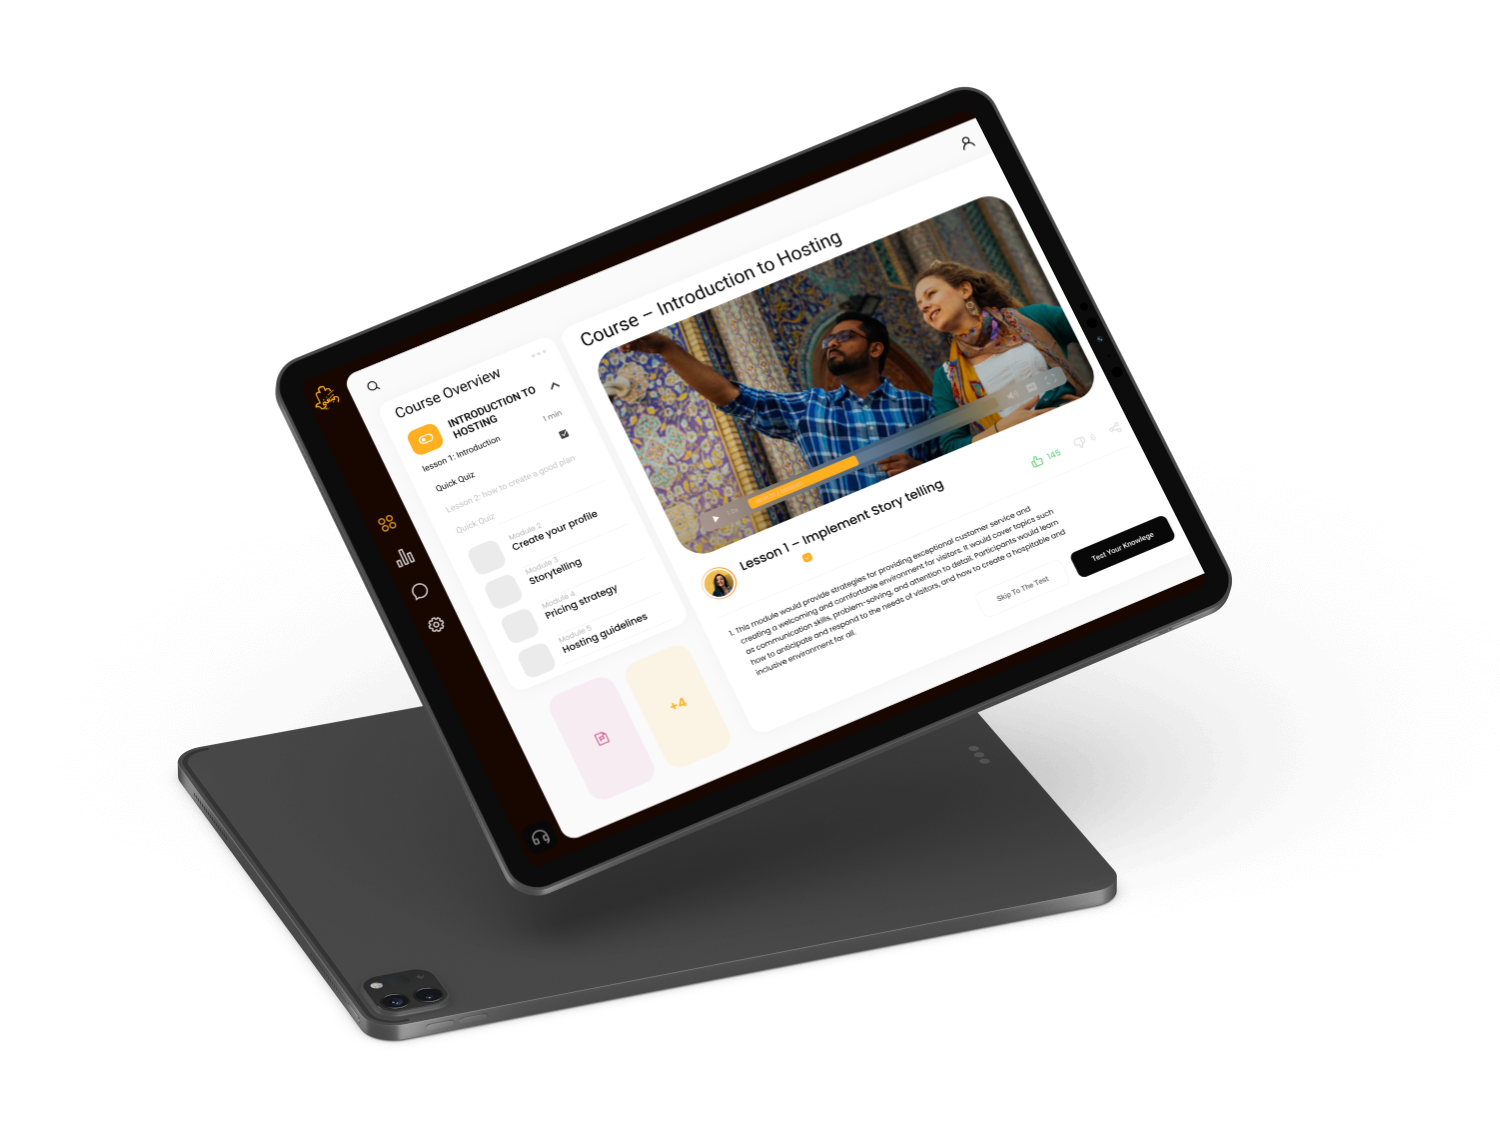 Course Overview
INTRODUCTION TO
HOSTING
lesson 1: Introduction
1 min
Quick Quiz
Lesson 2: how to create a good plan
Quick Quiz
Module 2
Create your profile
Module 3
Storytelling
Module 4
Pricing strategy
Module 5
Hosting guidelines
+4
Course – Introduction to Hosting
145
Lesson 1 – Implement Story telling
1. This module would provide strategies for providing exceptional customer service and
creating a welcoming and comfortable environment for visitors. It would cover topics such
as communication skills, problem-solving, and attention to detail. Participants would learn
how to anticipate and respond to the needs of visitors, and how to create a hospitable and
inclusive environment for all.
Skip To The Test
Test Your Knowlege